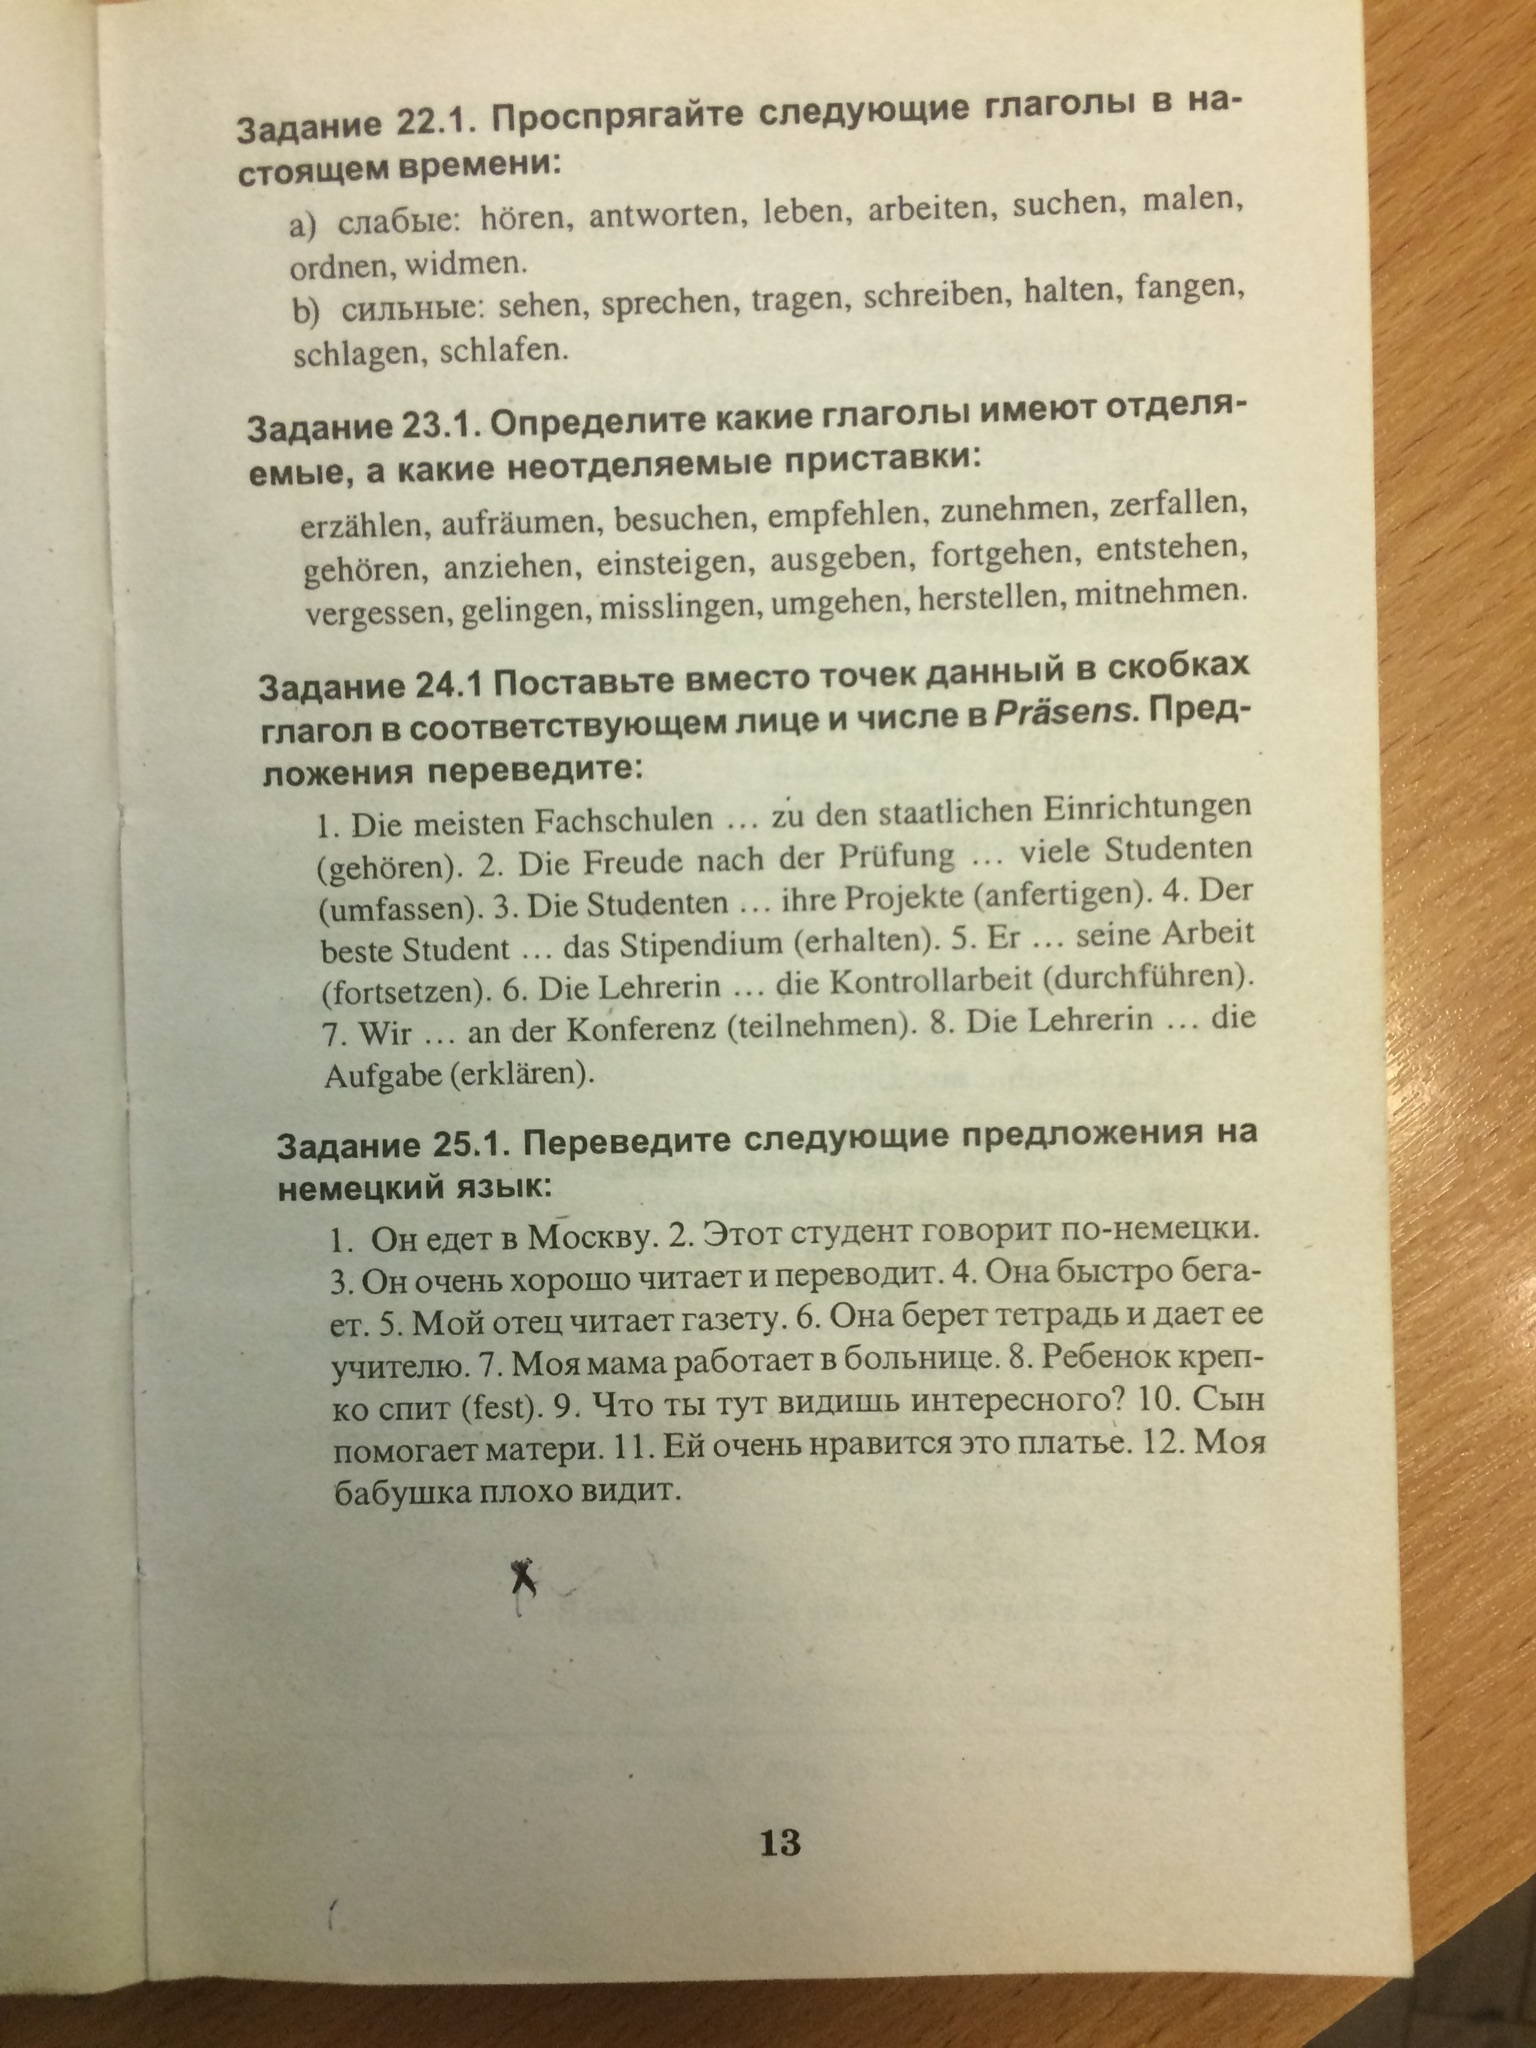 Задание 22.1. Проспрягайте следующие глаголы в на-
стоящем времени:
a) слабые: hören, antworten, leben, arbeiten, suchen, malen,
ordnen, widmen.
b) сильные: sehen, sprechen, tragen, schreiben, halten, fangen,
schlagen, schlafen.
Задание 23.1. Определите какие глаголы имеют отделя-
емые, а какие неотделяемые приставки:
erzählen, aufräumen, besuchen, empfehlen, zunehmen, zerfallen,
gehören, anziehen, einsteigen, ausgeben, fortgehen, entstehen,
vergessen, gelingen, misslingen, umgehen, herstellen, mitnehmen.
Задание 24.1 Поставьте вместо точек данный в скобках
глагол в соответствующем лице и числе в Präsens. Пред-
ложения переведите:
1. Die meisten Fachschulen … zu den staatlichen Einrichtungen
(gehören). 2. Die Freude nach der Prüfung … viele Studenten
(umfassen). 3. Die Studenten … ihre Projekte (anfertigen). 4. Der
beste Student … das Stipendium (erhalten). 5. Er … seine Arbeit
(fortsetzen). 6. Die Lehrerin … die Kontrollarbeit (durchführen).
7. Wir … an der Konferenz (teilnehmen). 8. Die Lehrerin … die
Aufgabe (erklären).
Задание 25.1. Переведите следующие предложения на
немецкий язык:
1. Он едет в Москву. 2. Этот студент говорит по-немецки.
3. Он очень хорошо читает и переводит. 4. Она быстро бега-
ет. 5. Мой отец читает газету. 6. Она берет тетрадь и дает ее
учителю. 7. Моя мама работает в больнице. 8. Ребенок креп-
ко спит (fest). 9. Что ты тут видишь интересного? 10. Сын
помогает матери. 11. Ей очень нравится это платье. 12. Моя
бабушка плохо видит.
13